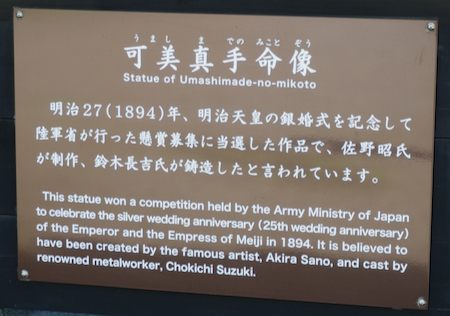 うましまでのみことぞう
可美真手命像
Statue of Umashimade-no-mikoto
明治27(1894)年、明治天皇の銀婚式を記念して
陸軍省が行った懸賞募集に当選した作品で、佐野昭氏
が制作、鈴木長吉氏が鋳造したと言われています。
This statue won a competition held by the Army Ministry of Japan
to celebrate the silver wedding anniversary (25th wedding anniversary)
of the Emperor and the Empress of Meiji in 1894. It is believed to
have been created by the famous artist, Akira Sano, and cast by
renowned metalworker, Chokichi Suzuki.